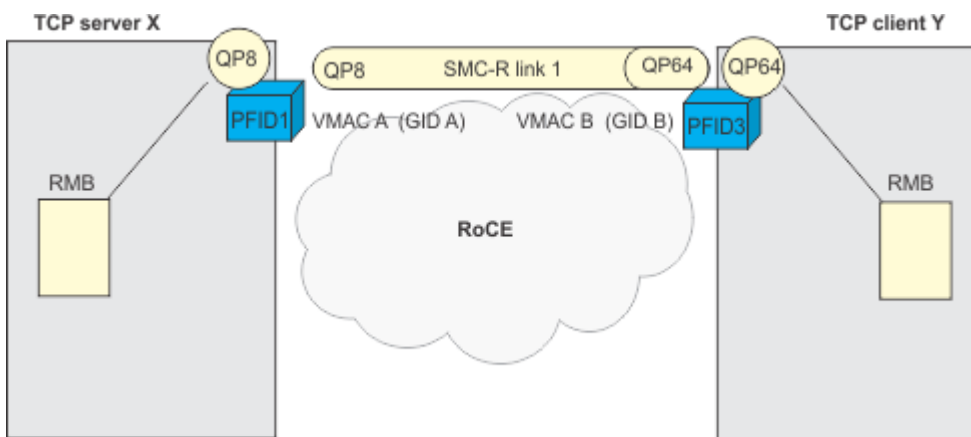 TCP server X
TCP client Y
QP8
QP8
SMC-R link 1
QP64
QP64
PFID1
VMAC A (GID A)
VMAC B (GID B)
PFID3
RMB
RMB
RoCE